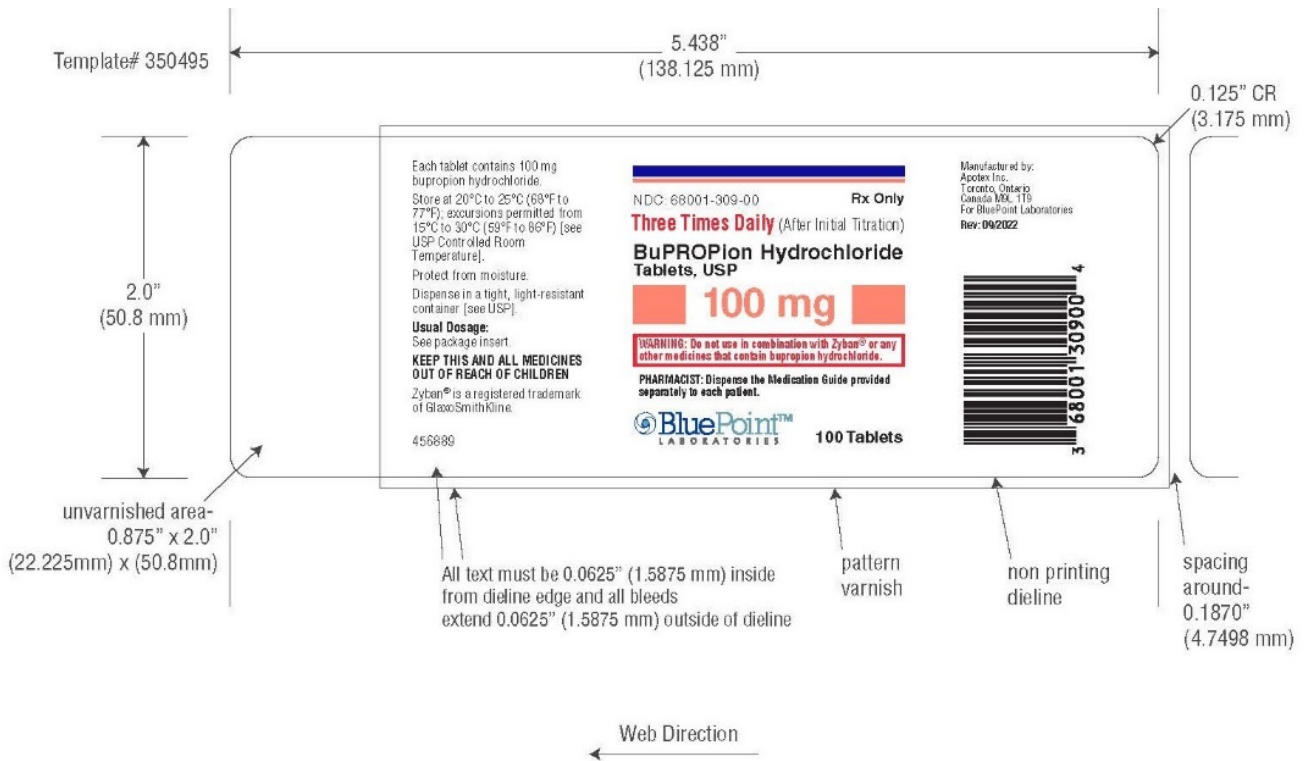 Template# 350495
5.438"
(138.125 mm)
0.125" CR
(3.175 mm)
2.0"
(50.8 mm)
Each tablet contains 100 mg
bupropion hydrochloride.
Store at 20°C to 25°C (68°F to
77°F); excursions permitted from
15°C to 30°C (59°F to 86°F) [see
USP Controlled Room
Temperature].
Protect from moisture.
Dispense in a tight, light-resistant
container [see USP].
Usual Dosage:
See package insert.
KEEP THIS AND ALL MEDICINES
OUT OF REACH OF CHILDREN
Zyban® is a registered trademark
of GlaxoSmithKline.
456889
NDC: 68001-309-00 Rx Only
Three Times Daily (After Initial Titration)
BuPROPion Hydrochloride
Tablets, USP
100 mg
WARNING: Do not use in combination with Zyban® or any
other medicines that contain bupropion hydrochloride.
PHARMACIST: Dispense the Medication Guide provided
separately to each patient.
BluePoint™
LABORATORIES
100 Tablets
Manufactured by:
Apotex Inc.
Toronto, Ontario
Canada M9L 1T9
For BluePoint Laboratories
Rev: 09/2022
3 68001 30900 4
unvarnished area-
0.875" x 2.0"
(22.225mm) x (50.8mm)
All text must be 0.0625" (1.5875 mm) inside
from dieline edge and all bleeds
extend 0.0625" (1.5875 mm) outside of dieline
pattern
varnish
non printing
dieline
spacing
around-
0.1870"
(4.7498 mm)
Web Direction